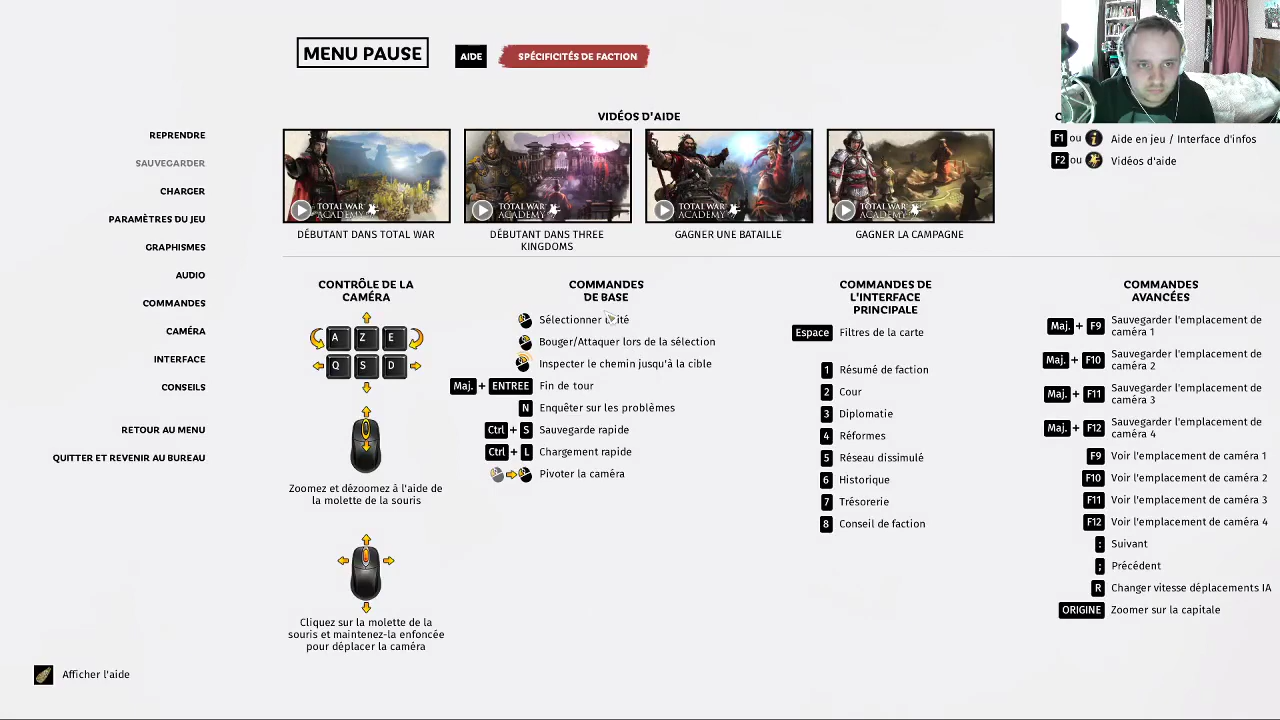 MENU PAUSE
AIDE
SPÉCIFICITÉS DE FACTION
REPRENDRE
SAUVEGARDER
CHARGER
PARAMÈTRES DU JEU
GRAPHISMES
AUDIO
COMMANDES
CAMÉRA
INTERFACE
CONSEILS
RETOUR AU MENU
QUITTER ET REVENIR AU BUREAU
VIDÉOS D'AIDE
TOTAL WAR
ACADEMY
TOTAL WAR
ACADEMY
TOTAL WAR
ACADEMY
TOTAL WAR
ACADEMY
DÉBUTANT DANS TOTAL WAR
DÉBUTANT DANS THREE
KINGDOMS
GAGNER UNE BATAILLE
GAGNER LA CAMPAGNE
F1 ou Aide en jeu / Interface d'infos
F2 ou Vidéos d'aide
CONTRÔLE DE LA
CAMÉRA
A Z E
Q S D
Zoomez et dézoomez à l'aide de
la molette de la souris
Cliquez sur la molette de la
souris et maintenez-la enfoncée
pour déplacer la caméra
COMMANDES
DE BASE
Sélectionner
Bouger/Attaquer lors de la sélection
Inspecter le chemin jusqu'à la cible
Maj. + ENTREE Fin de tour
N Enquêter sur les problèmes
Ctrl + S Sauvegarde rapide
Ctrl + L Chargement rapide
Pivoter la caméra
COMMANDES DE
L'INTERFACE
PRINCIPALE
Espace Filtres de la carte
1 Résumé de faction
2 Cour
3 Diplomatie
4 Réformes
5 Réseau dissimulé
6 Historique
7 Trésorerie
8 Conseil de faction
COMMANDES
AVANCÉES
Maj. + F9 Sauvegarder l'emplacement de
caméra 1
Maj. + F10 Sauvegarder l'emplacement de
caméra 2
Maj. + F11 Sauvegarder l'emplacement de
caméra 3
Maj. + F12 Sauvegarder l'emplacement de
caméra 4
F9 Voir l'emplacement de caméra 1
F10 Voir l'emplacement de caméra 2
F11 Voir l'emplacement de caméra 3
F12 Voir l'emplacement de caméra 4
: Suivant
; Précédent
R Changer vitesse déplacements IA
ORIGINE Zoomer sur la capitale
Afficher l'aide